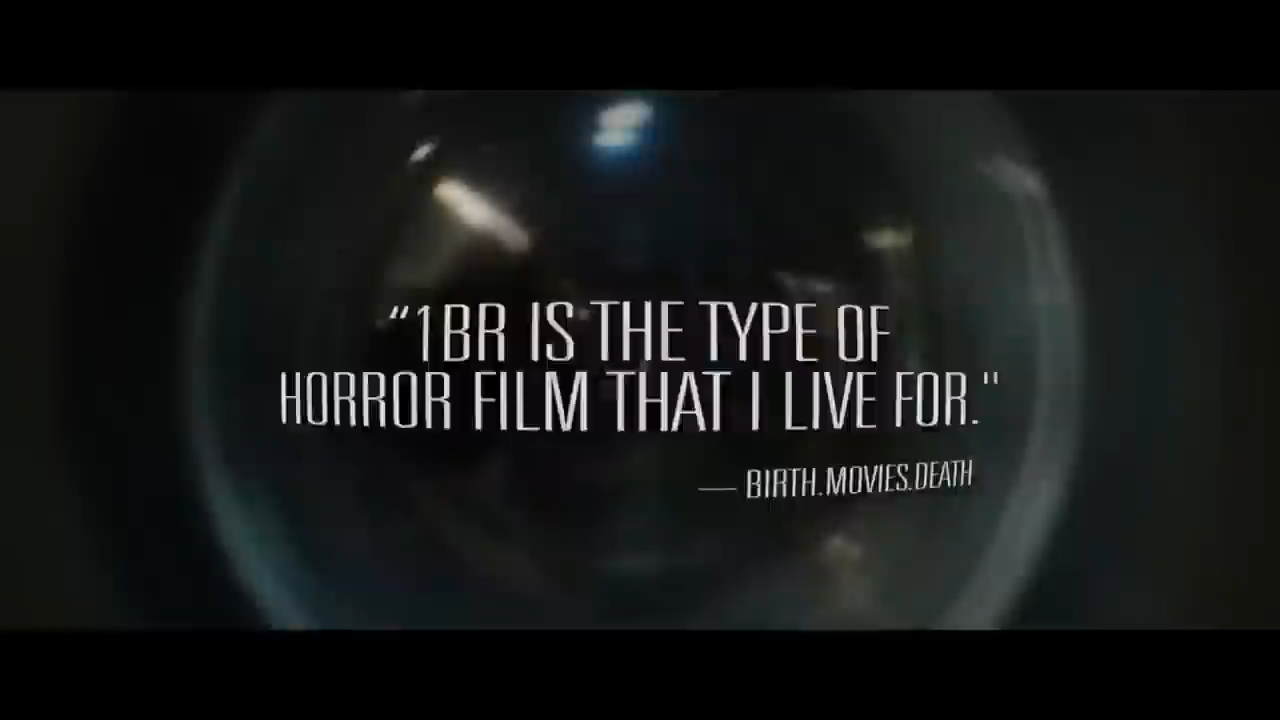 “1BR IS THE TYPE OF
HORROR FILM THAT I LIVE FOR."
— BIRTH.MOVIES.DEATH